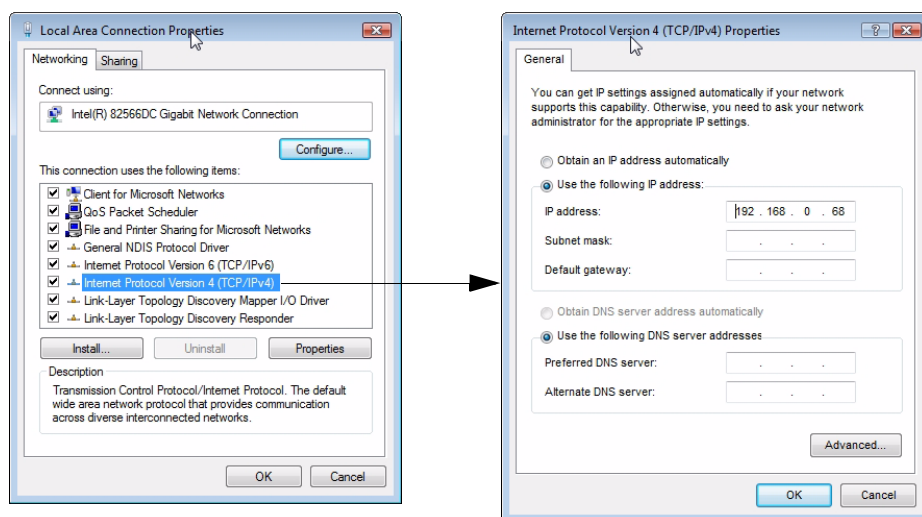 Local Area Connection Properties
Networking
Sharing
Connect using:
Intel(R) 82566DC Gigabit Network Connection
Configure...
This connection uses the following items:
Client for Microsoft Networks
QoS Packet Scheduler
File and Printer Sharing for Microsoft Networks
General NDIS Protocol Driver
Internet Protocol Version 6 (TCP/IPv6)
Internet Protocol Version 4 (TCP/IPv4)
Link-Layer Topology Discovery Mapper I/O Driver
Link-Layer Topology Discovery Responder
Install...
Uninstall
Properties
Description
Transmission Control Protocol/Internet Protocol. The default
wide area network protocol that provides communication
across diverse interconnected networks.
OK
Cancel
Internet Protocol Version 4 (TCP/IPv4) Properties
General
You can get IP settings assigned automatically if your network
supports this capability. Otherwise, you need to ask your network
administrator for the appropriate IP settings.
Obtain an IP address automatically
Use the following IP address:
IP address:
192 . 168 . 0 . 68
Subnet mask:
. . .
Default gateway:
. . .
Obtain DNS server address automatically
Use the following DNS server addresses
Preferred DNS server:
. . .
Alternate DNS server:
. . .
Advanced...
OK
Cancel